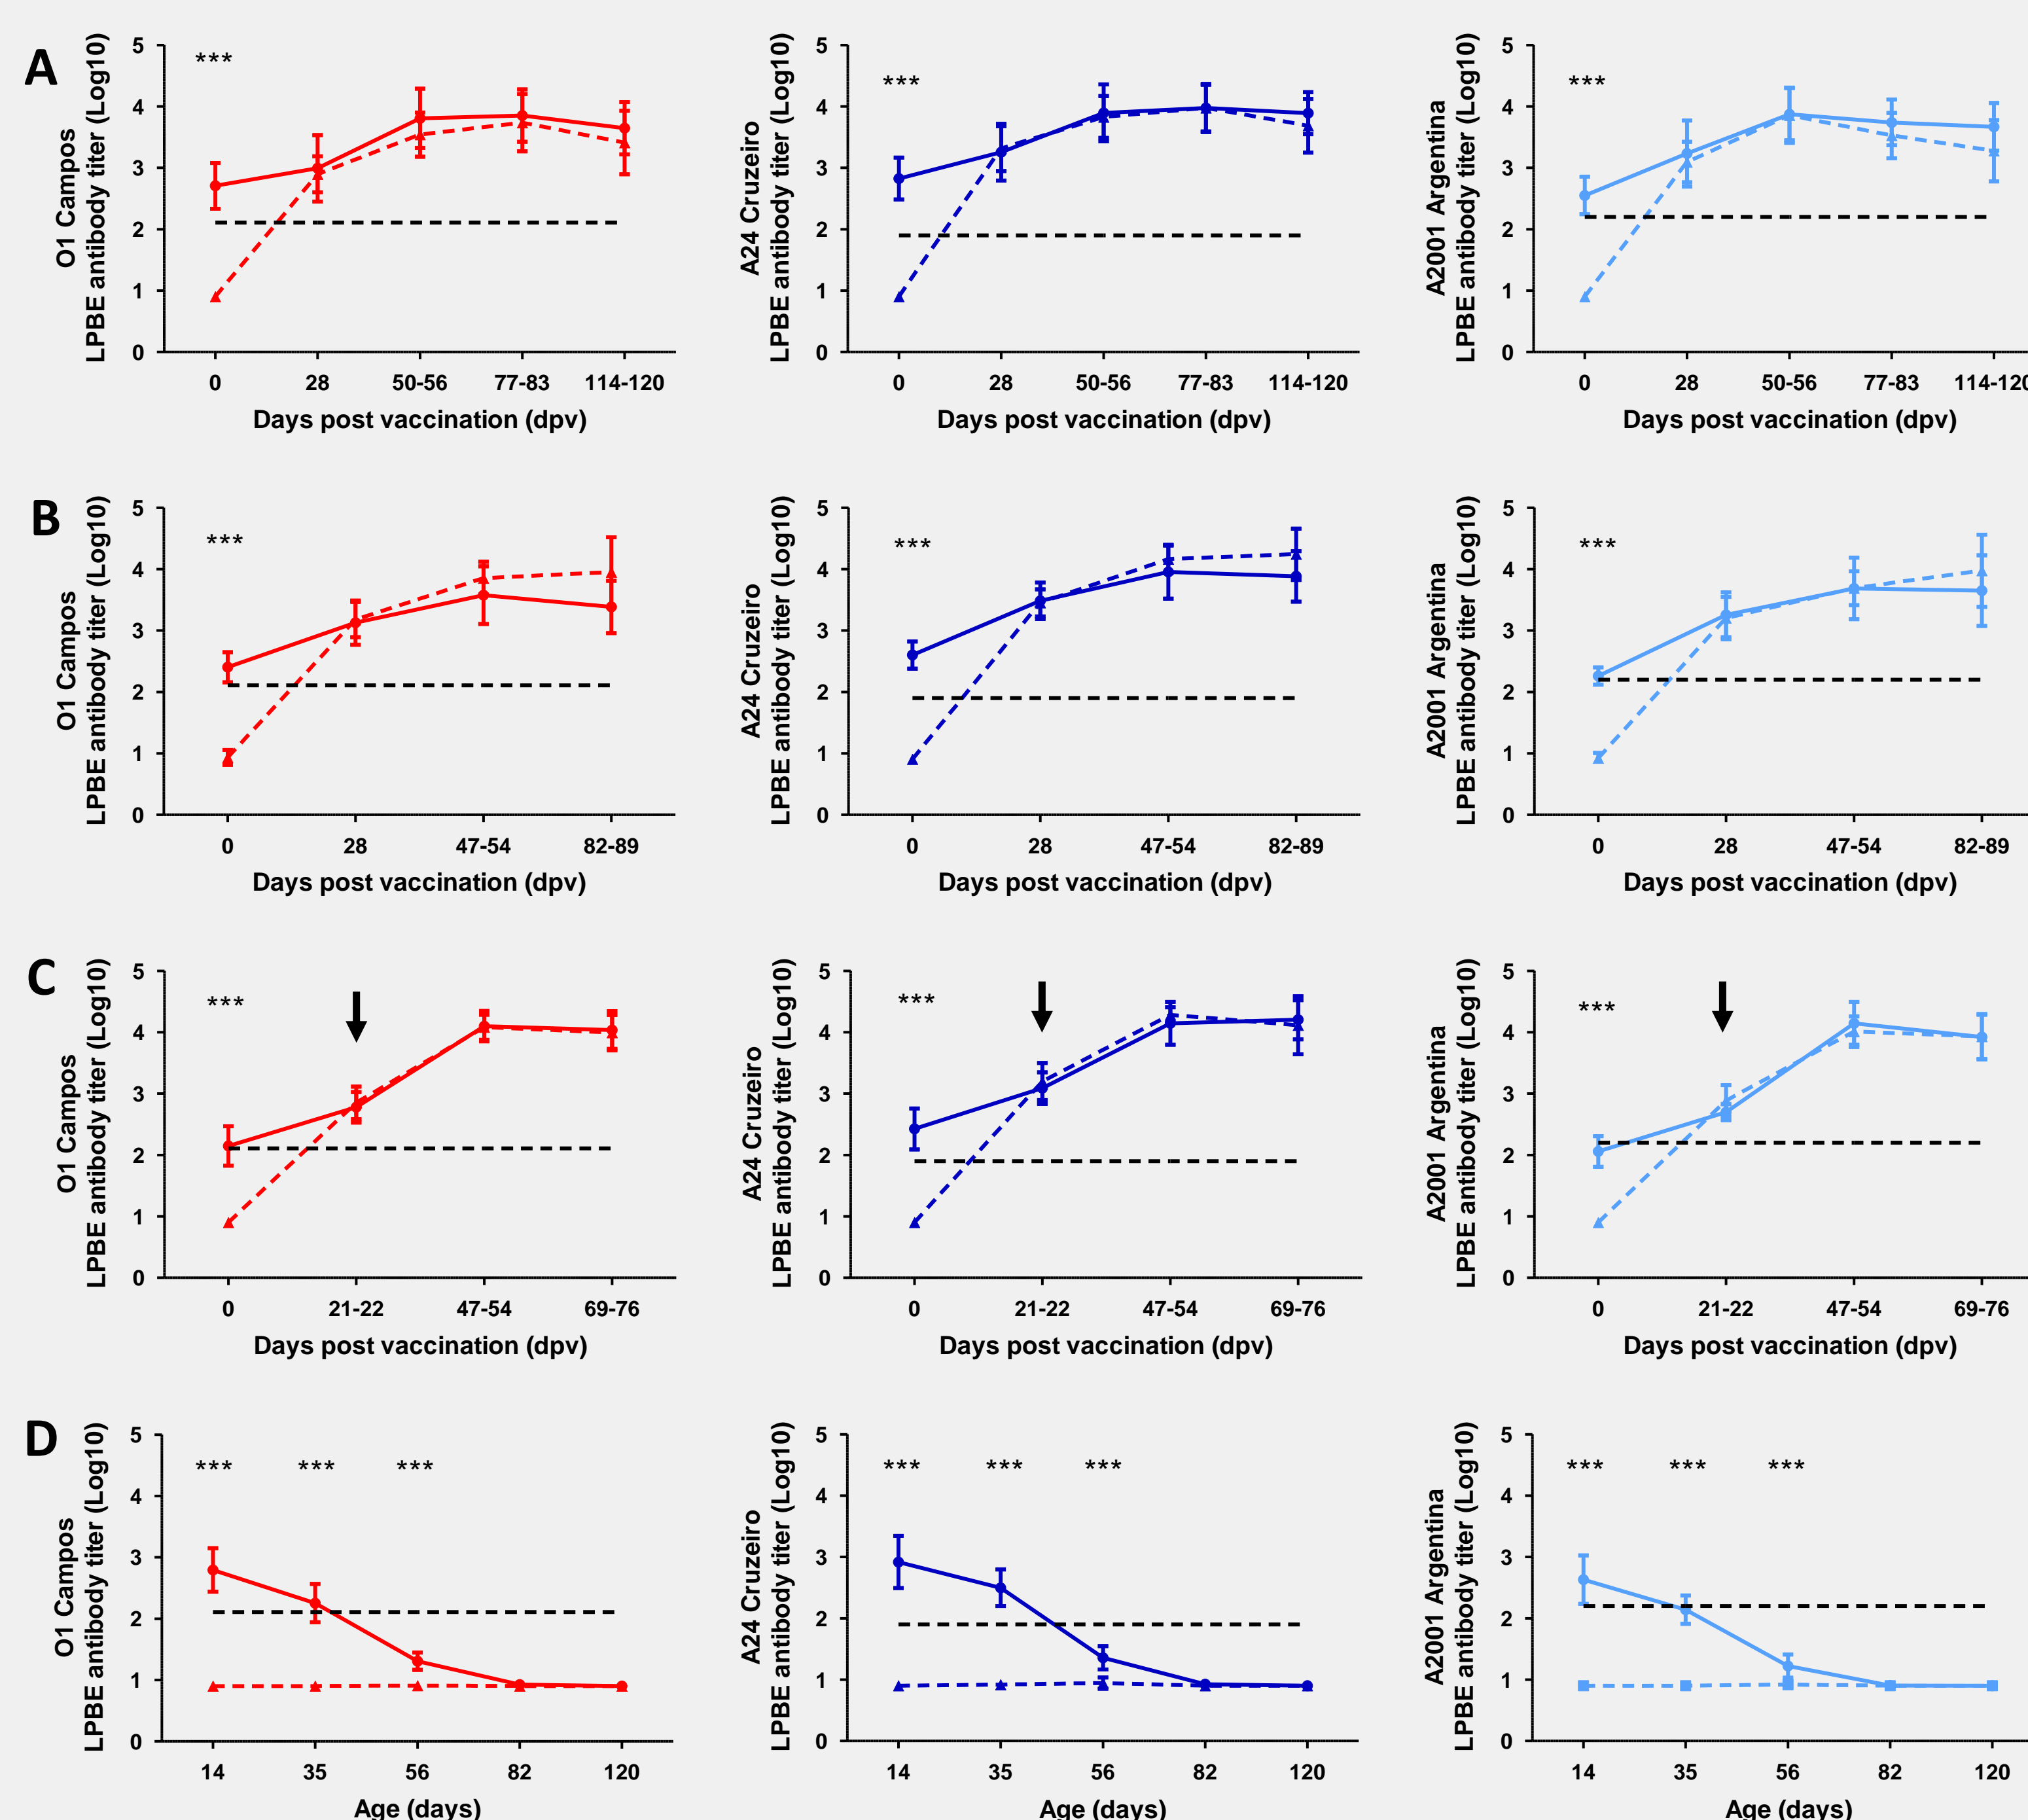 A
O1 Campos
LPBE antibody titer (Log10)
5
4
3
2
1
0
***
0 28 50-56 77-83 114-120
Days post vaccination (dpv)
A24 Cruzeiro
LPBE antibody titer (Log10)
5
4
3
2
1
0
***
0 28 50-56 77-83 114-120
Days post vaccination (dpv)
A2001 Argentina
LPBE antibody titer (Log10)
5
4
3
2
1
0
***
0 28 50-56 77-83 114-120
Days post vaccination (dpv)
B
O1 Campos
LPBE antibody titer (Log10)
5
4
3
2
1
0
***
0 28 47-54 82-89
Days post vaccination (dpv)
A24 Cruzeiro
LPBE antibody titer (Log10)
5
4
3
2
1
0
***
0 28 47-54 82-89
Days post vaccination (dpv)
A2001 Argentina
LPBE antibody titer (Log10)
5
4
3
2
1
0
***
0 28 47-54 82-89
Days post vaccination (dpv)
C
O1 Campos
LPBE antibody titer (Log10)
5
4
3
2
1
0
***
0 21-22 47-54 69-76
Days post vaccination (dpv)
A24 Cruzeiro
LPBE antibody titer (Log10)
5
4
3
2
1
0
***
0 21-22 47-54 69-76
Days post vaccination (dpv)
A2001 Argentina
LPBE antibody titer (Log10)
5
4
3
2
1
0
***
0 21-22 47-54 69-76
Days post vaccination (dpv)
D
O1 Campos
LPBE antibody titer (Log10)
5
4
3
2
1
0
*** *** ***
14 35 56 82 120
Age (days)
A24 Cruzeiro
LPBE antibody titer (Log10)
5
4
3
2
1
0
*** *** ***
14 35 56 82 120
Age (days)
A2001 Argentina
LPBE antibody titer (Log10)
5
4
3
2
1
0
*** *** ***
14 35 56 82 120
Age (days)